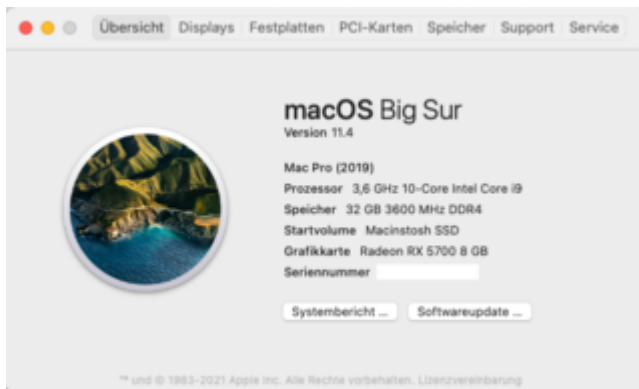 Übersicht Displays Festplatten PCI-Karten Speicher Support Service
macOS Big Sur
Version 11.4
Mac Pro (2019)
Prozessor 3,6 GHz 10-Core Intel Core i9
Speicher 32 GB 3600 MHz DDR4
Startvolume Macinstosh SSD
Grafikkarte Radeon RX 5700 8 GB
Seriennummer
Systembericht ... Softwareupdate ...
™ und © 1983-2021 Apple Inc. Alle Rechte vorbehalten. Lizenzvereinbarung